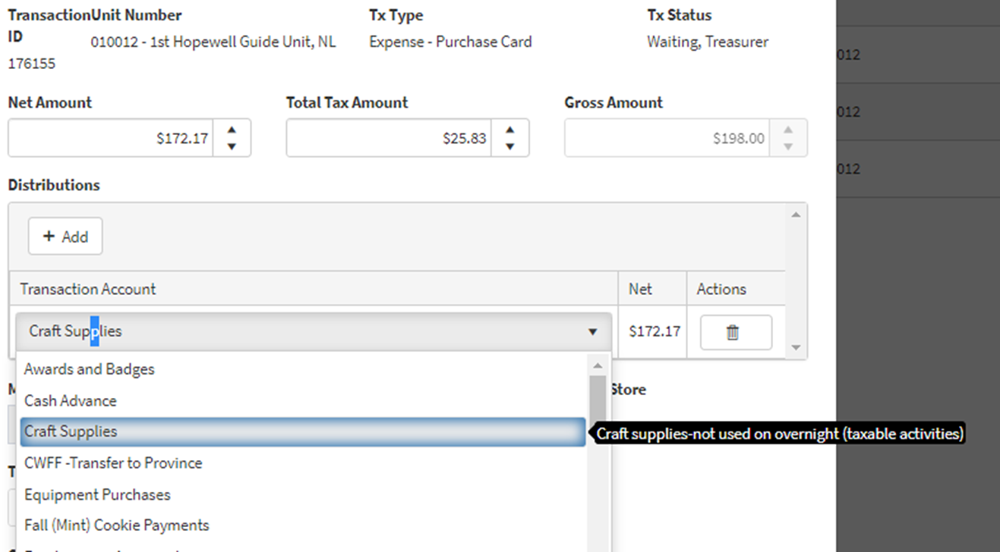 TransactionUnit Number Tx Type Tx Status
ID 010012 - 1st Hopewell Guide Unit, NL Expense - Purchase Card Waiting, Treasurer
176155
012
012
012
Net Amount Total Tax Amount Gross Amount
$172.17 $25.83 $198.00
Distributions
+ Add
Transaction Account Net Actions
Craft Supplies $172.17
Awards and Badges
Store
Cash Advance
Craft Supplies
Craft supplies-not used on overnight (taxable activities)
CWFF -Transfer to Province
Equipment Purchases
Fall (Mint) Cookie Payments